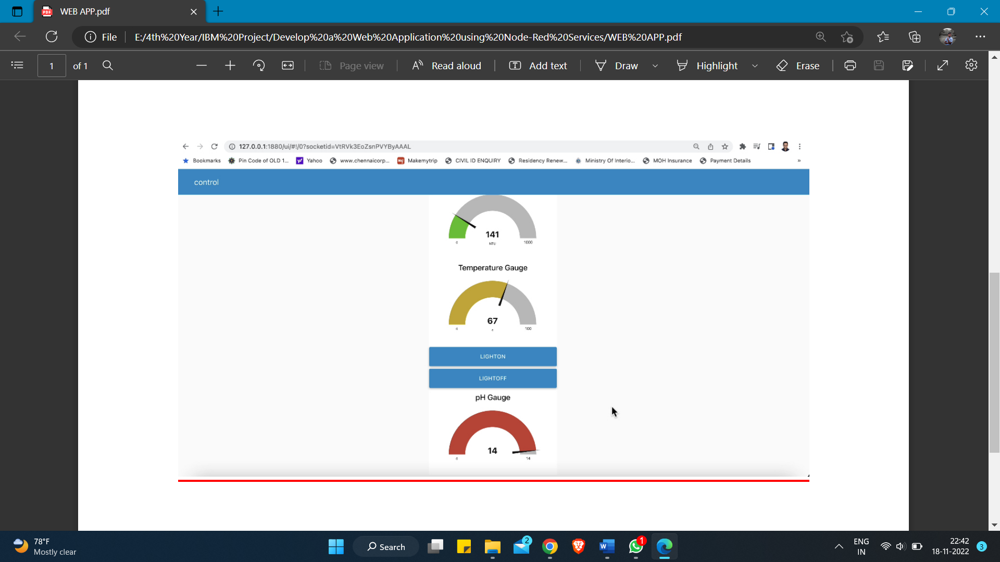 WEB APP.pdf
File
E:/4th%20Year/IBM%20Project/Develop%20a%20Web%20Application%20using%20Node-Red%20Services/WEB%20APP.pdf
1 of 1
Page view
Read aloud
Add text
Draw
Highlight
Erase
127.0.0.1:1880/ui/#!/0?socketid=VtRVk3EoZsnPVYByAAAL
Bookmarks
Pin Code of OLD 1...
Yahoo
www.chennaicorp...
Makemytrip
CIVIL ID ENQUIRY
Residency Renew...
Ministry Of Interio...
MOH Insurance
Payment Details
»
control
141
0
NTU
1000
Temperature Gauge
67
0
c
100
LIGHTON
LIGHTOFF
pH Gauge
14
0
14
78°F
Mostly clear
Search
2
1
ENG
IN
22:42
18-11-2022
3